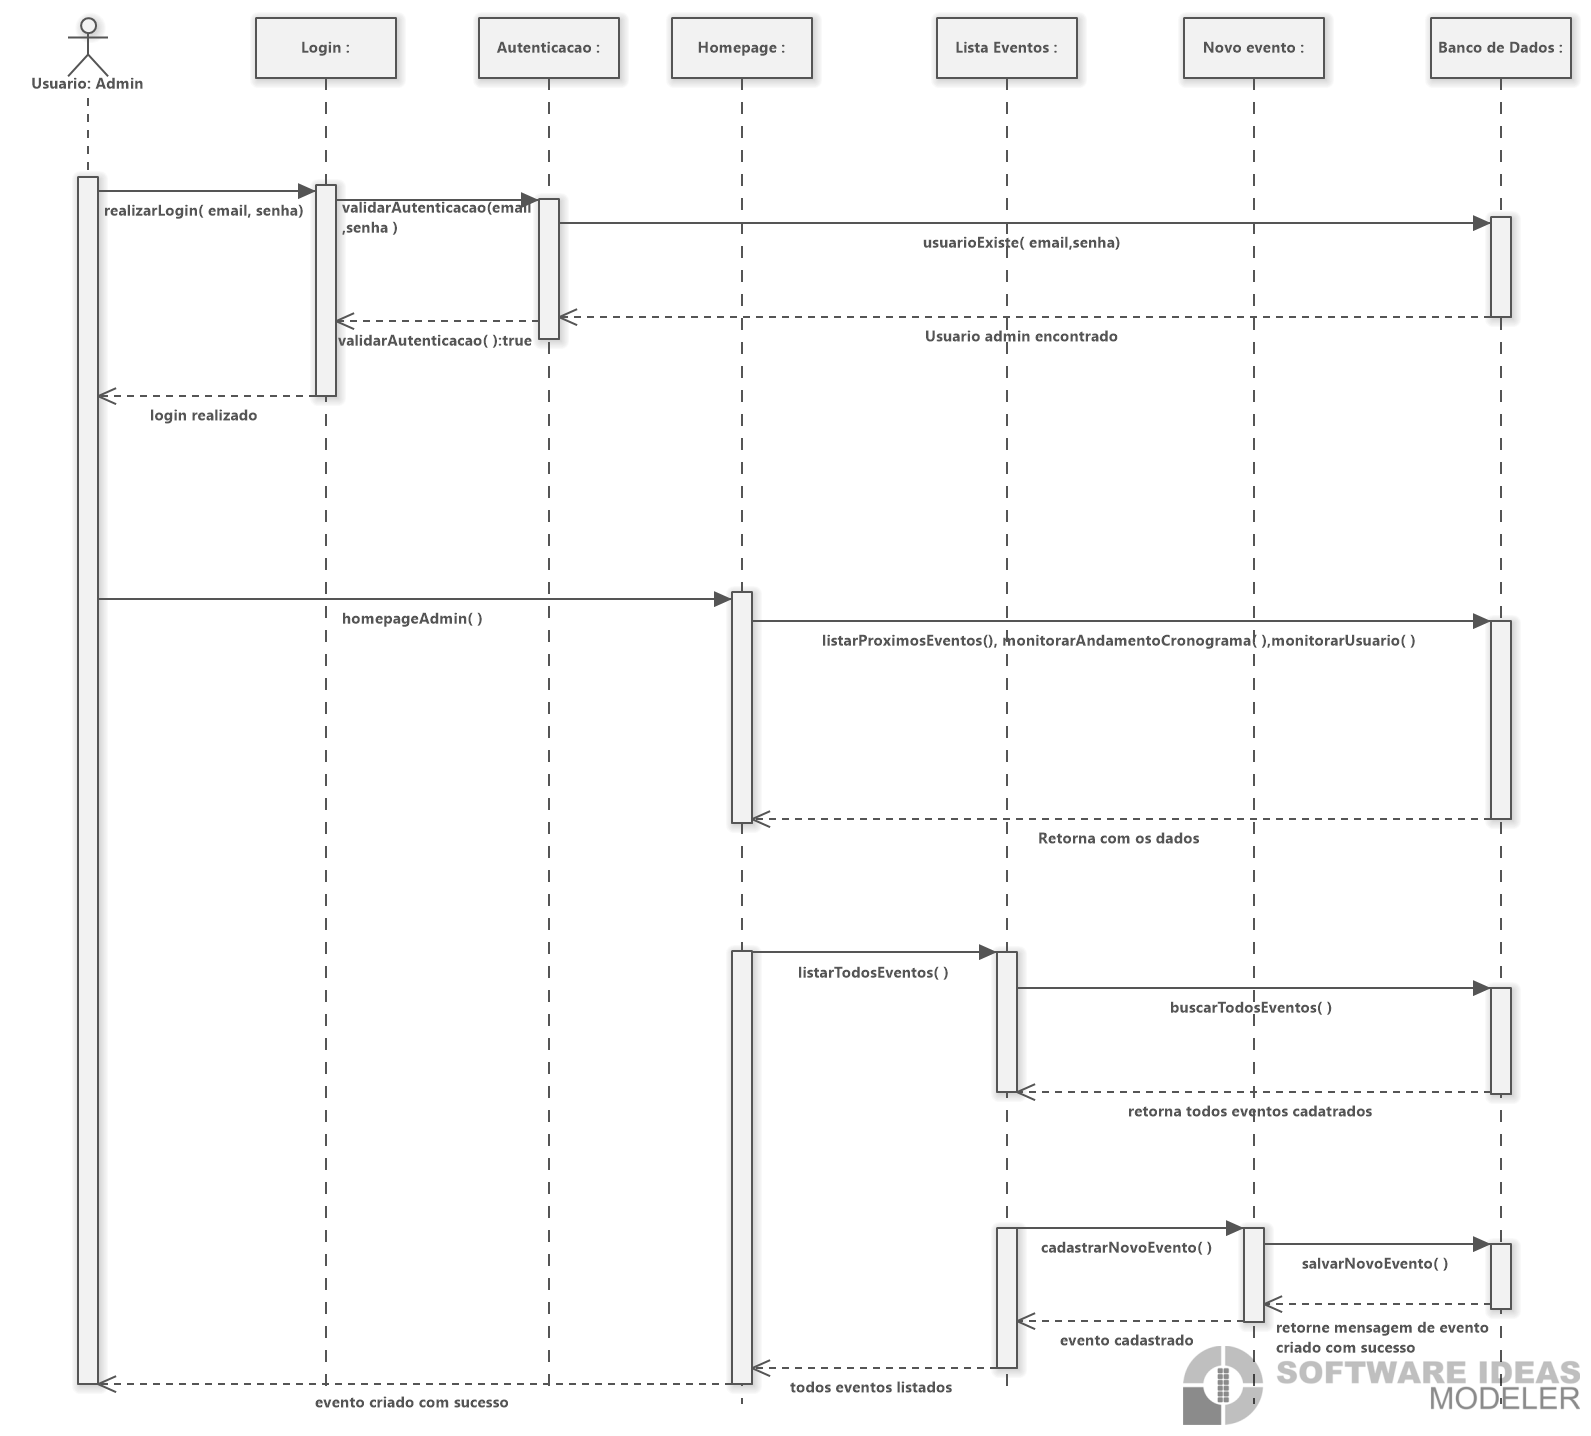 Usuario: Admin
Login :
Autenticacao :
Homepage :
Lista Eventos :
Novo evento :
Banco de Dados :
realizarLogin( email, senha)
validarAutenticacao(email
,senha )
usuarioExiste( email,senha)
Usuario admin encontrado
validarAutenticacao( ):true
login realizado
homepageAdmin( )
listarProximosEventos(), monitorarAndamentoCronograma( ),monitorarUsuario( )
Retorna com os dados
listarTodosEventos( )
buscarTodosEventos( )
retorna todos eventos cadatrados
cadastrarNovoEvento( )
salvarNovoEvento( )
retorne mensagem de evento
criado com sucesso
evento cadastrado
todos eventos listados
evento criado com sucesso
SOFTWARE IDEAS
MODELER